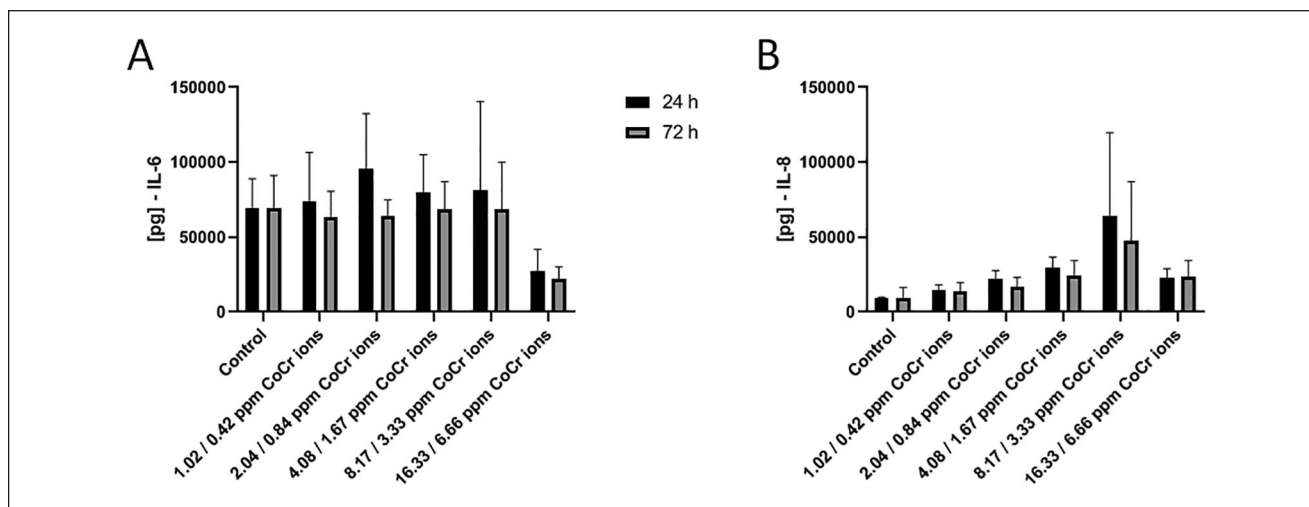 A
[pg] - IL-6
150000
100000
50000
0
Control
1.02 / 0.42 ppm CoCr ions
2.04 / 0.84 ppm CoCr ions
4.08 / 1.67 ppm CoCr ions
8.17 / 3.33 ppm CoCr ions
16.33 / 6.66 ppm CoCr ions
24 h
72 h
B
[pg] - IL-8
150000
100000
50000
0
Control
1.02 / 0.42 ppm CoCr ions
2.04 / 0.84 ppm CoCr ions
4.08 / 1.67 ppm CoCr ions
8.17 / 3.33 ppm CoCr ions
16.33 / 6.66 ppm CoCr ions